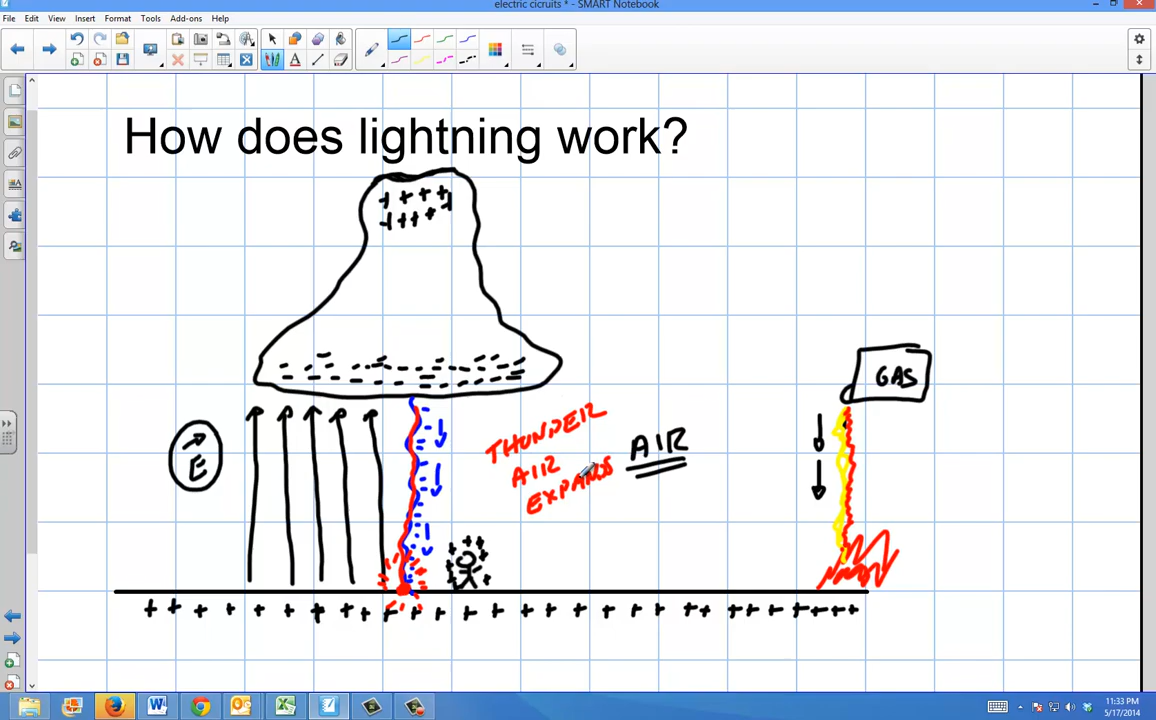 electric cicruits * - SMART Notebook
File Edit View Insert Format Tools Add-ons Help
How does lightning work?
++++
++++
GAS
E
THUNDER
AIR
EXPANDS
AIR
11:33 PM
5/17/2014